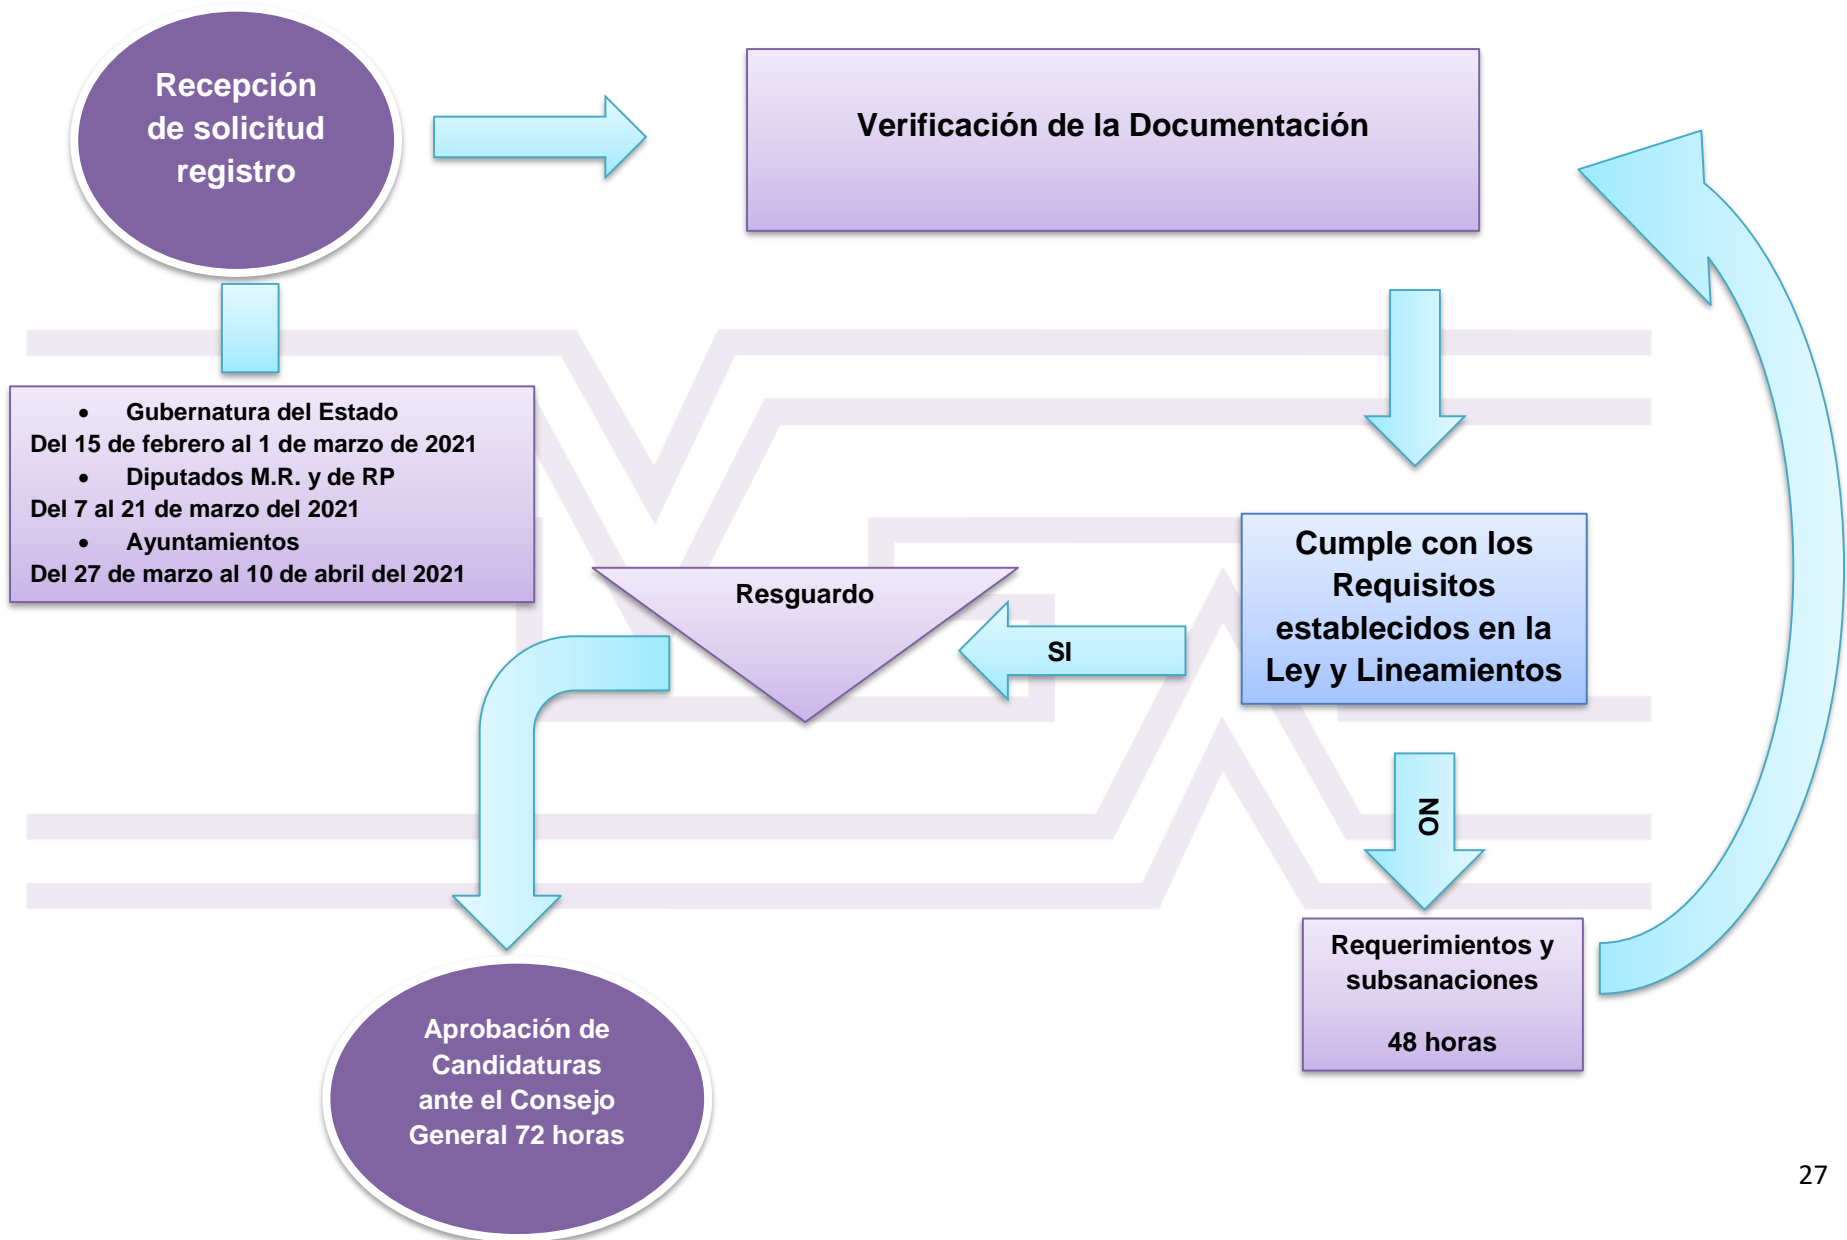 Recepción
de solicitud
registro
Verificación de la Documentación
• Gubernatura del Estado
Del 15 de febrero al 1 de marzo de 2021
• Diputados M.R. y de RP
Del 7 al 21 de marzo del 2021
• Ayuntamientos
Del 27 de marzo al 10 de abril del 2021
Cumple con los
Requisitos
establecidos en la
Ley y Lineamientos
SI
Resguardo
NO
Requerimientos y
subsanaciones
48 horas
Aprobación de
Candidaturas
ante el Consejo
General 72 horas
27